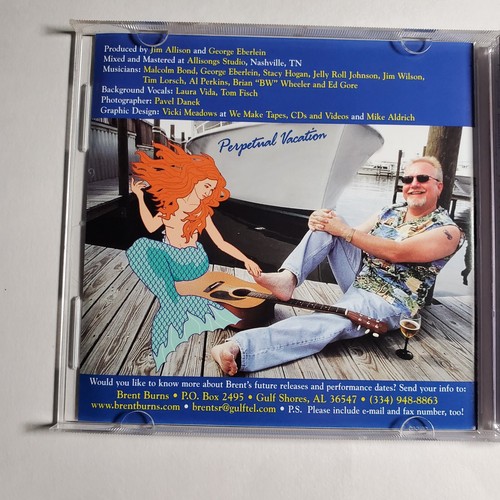 Produced by Jim Allison and George Eberlein
Mixed and Mastered at Allisongs Studio, Nashville, TN
Musicians: Malcolm Bond, George Eberlein, Stacy Hogan, Jelly Roll Johnson, Jim Wilson,
Tim Lorsch, Al Perkins, Brian "BW" Wheeler and Ed Gore
Background Vocals: Laura Vida, Tom Fisch
Photographer: Pavel Danek
Graphic Design: Vicki Meadows at We Make Tapes, CDs and Videos and Mike Aldrich
Perpetual Vacation
Would you like to know more about Brent's future releases and performance dates? Send your info to:
Brent Burns • P.O. Box 2495 • Gulf Shores, AL 36547 • (334) 948-8863
www.brentburns.com • brentsr@gulftel.com • P.S. Please include e-mail and fax number, too!